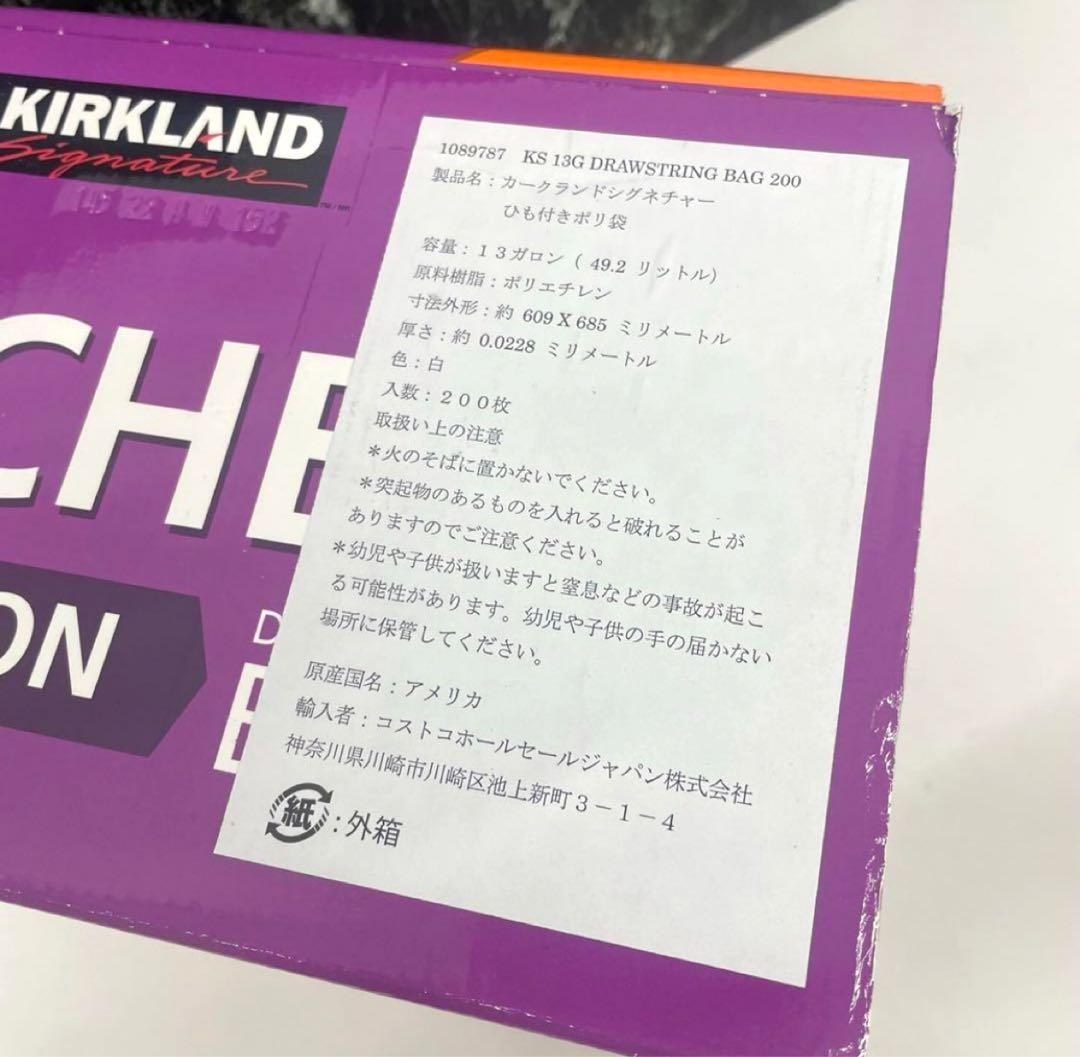 KIRKLAND
Signature
TM/MR
1089787 KS 13G DRAWSTRING BAG 200
製品名：カークランドシグネチャー
ひも付きポリ袋
容量：１３ガロン（ 49.2 リットル）
原料樹脂：ポリエチレン
寸法外形：約 609 X 685 ミリメートル
厚さ：約 0.0228 ミリメートル
色：白
入数：２００枚
取扱い上の注意
＊火のそばに置かないでください。
＊突起物のあるものを入れると破れることが
ありますのでご注意ください。
＊幼児や子供が扱いますと窒息などの事故が起こ
る可能性があります。幼児や子供の手の届かない
場所に保管してください。
原産国名：アメリカ
輸入者：コストコホールセールジャパン株式会社
神奈川県川崎市川崎区池上新町３－１－４
紙：外箱
CHE
ON
D
B